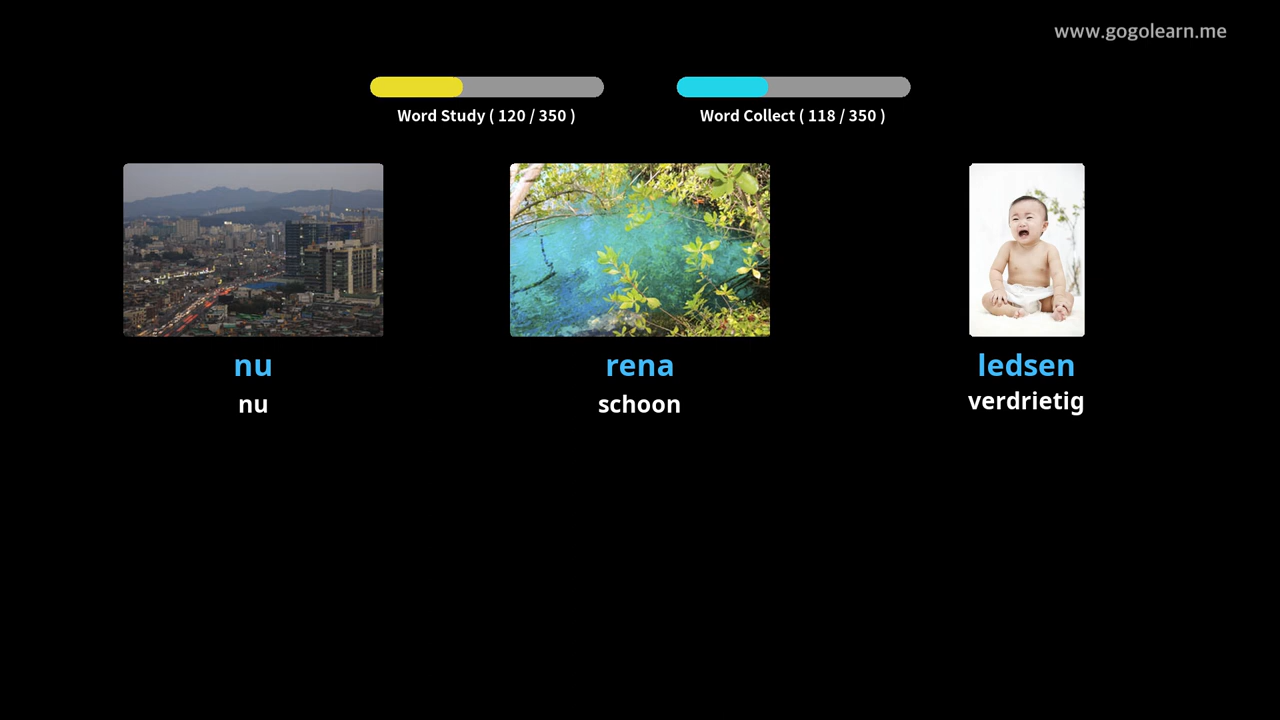 www.gogolearn.me
Word Study ( 120 / 350 )
Word Collect ( 118 / 350 )
nu
rena
ledsen
nu
schoon
verdrietig